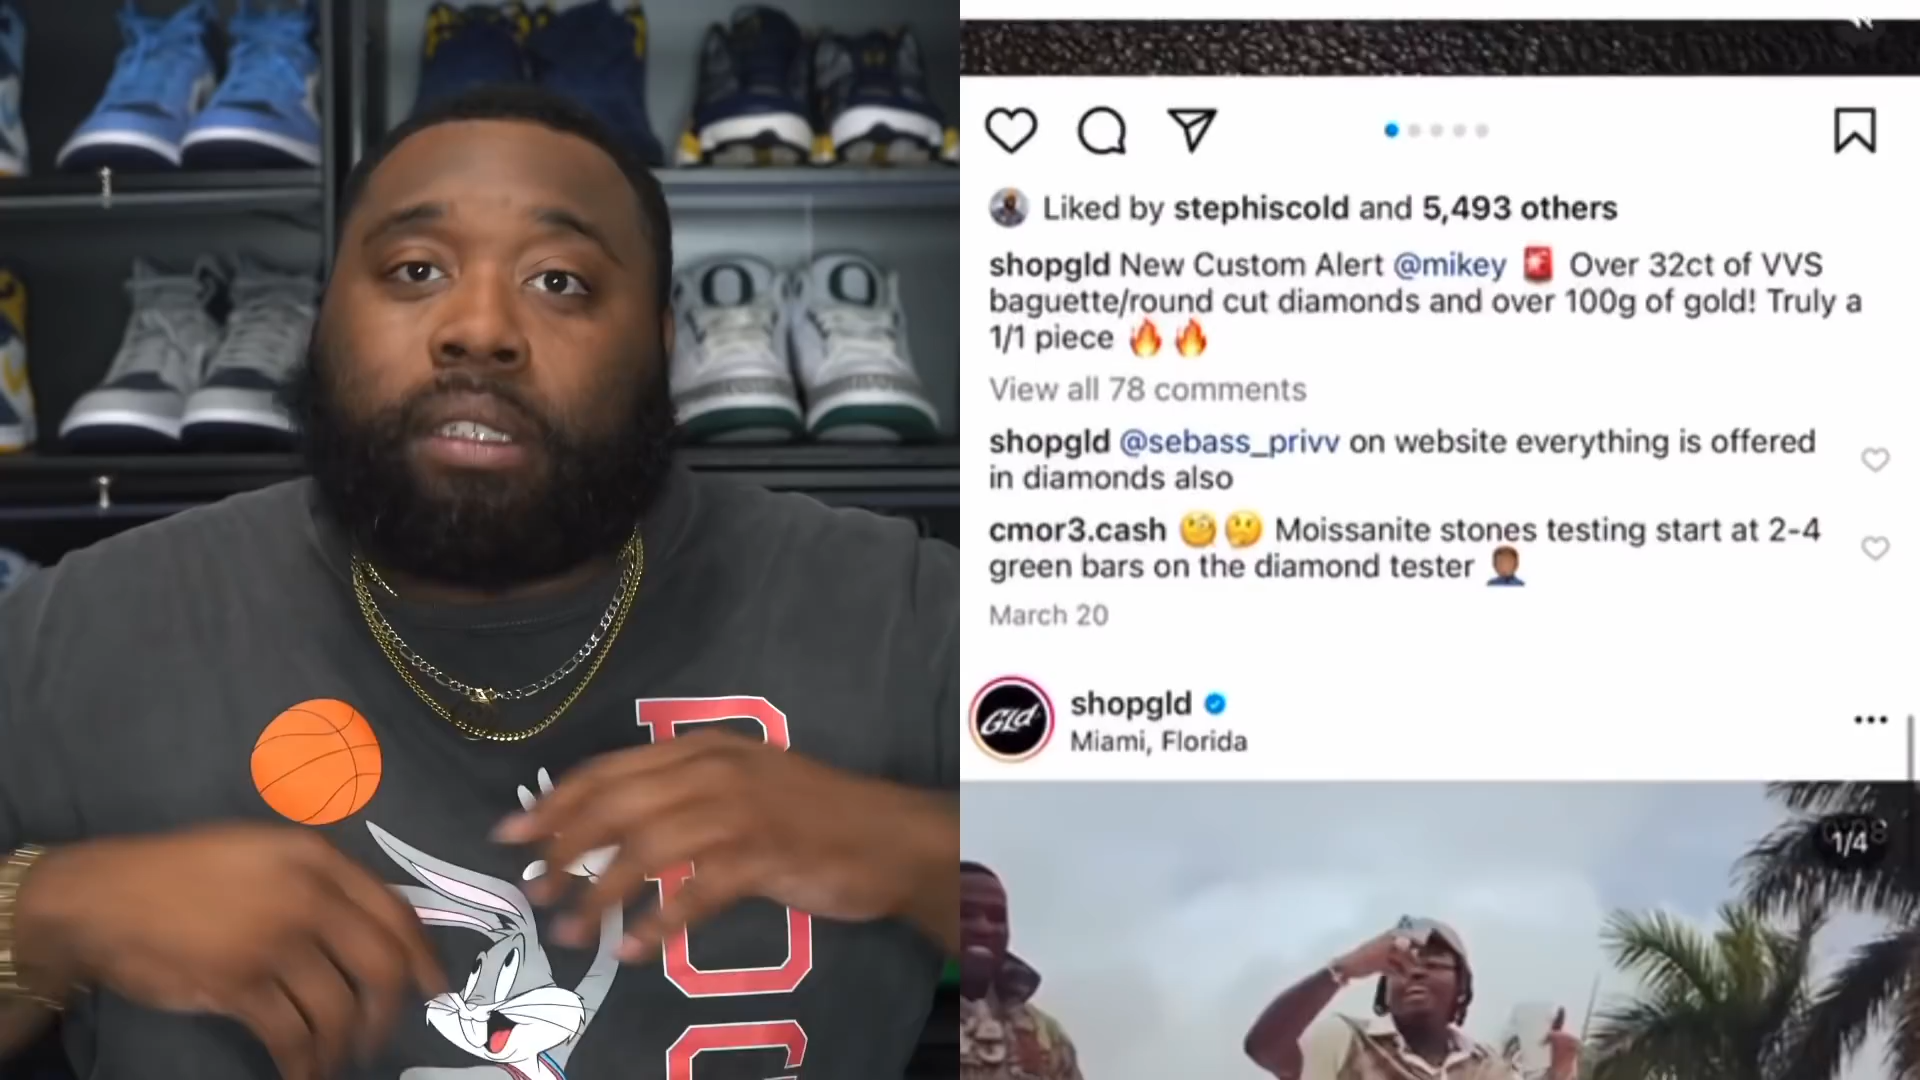 Liked by stephiscold and 5,493 others
shopgld New Custom Alert @mikey 🚨 Over 32ct of VVS
baguette/round cut diamonds and over 100g of gold! Truly a
1/1 piece 🔥🔥
View all 78 comments
shopgld @sebass_privv on website everything is offered
in diamonds also
cmor3.cash 🧐🤔 Moissanite stones testing start at 2-4
green bars on the diamond tester 🤦🏾‍♂️
March 20
GLD
shopgld
Miami, Florida
1/4